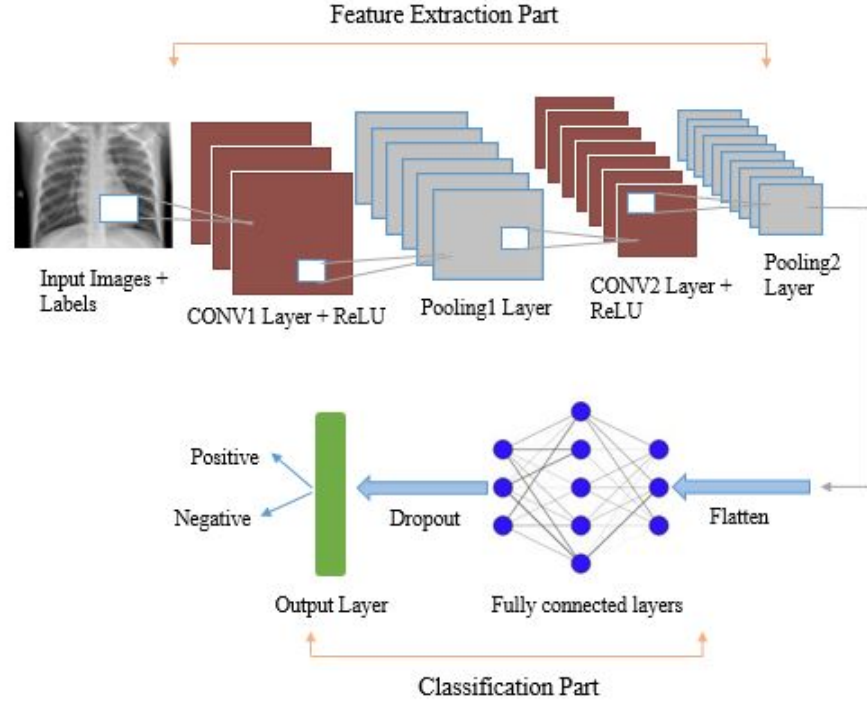 Feature Extraction Part
Input Images +
Labels
CONV1 Layer + ReLU
Pooling1 Layer
CONV2 Layer +
ReLU
Pooling2
Layer
Positive
Negative
Dropout
Flatten
Output Layer
Fully connected layers
Classification Part